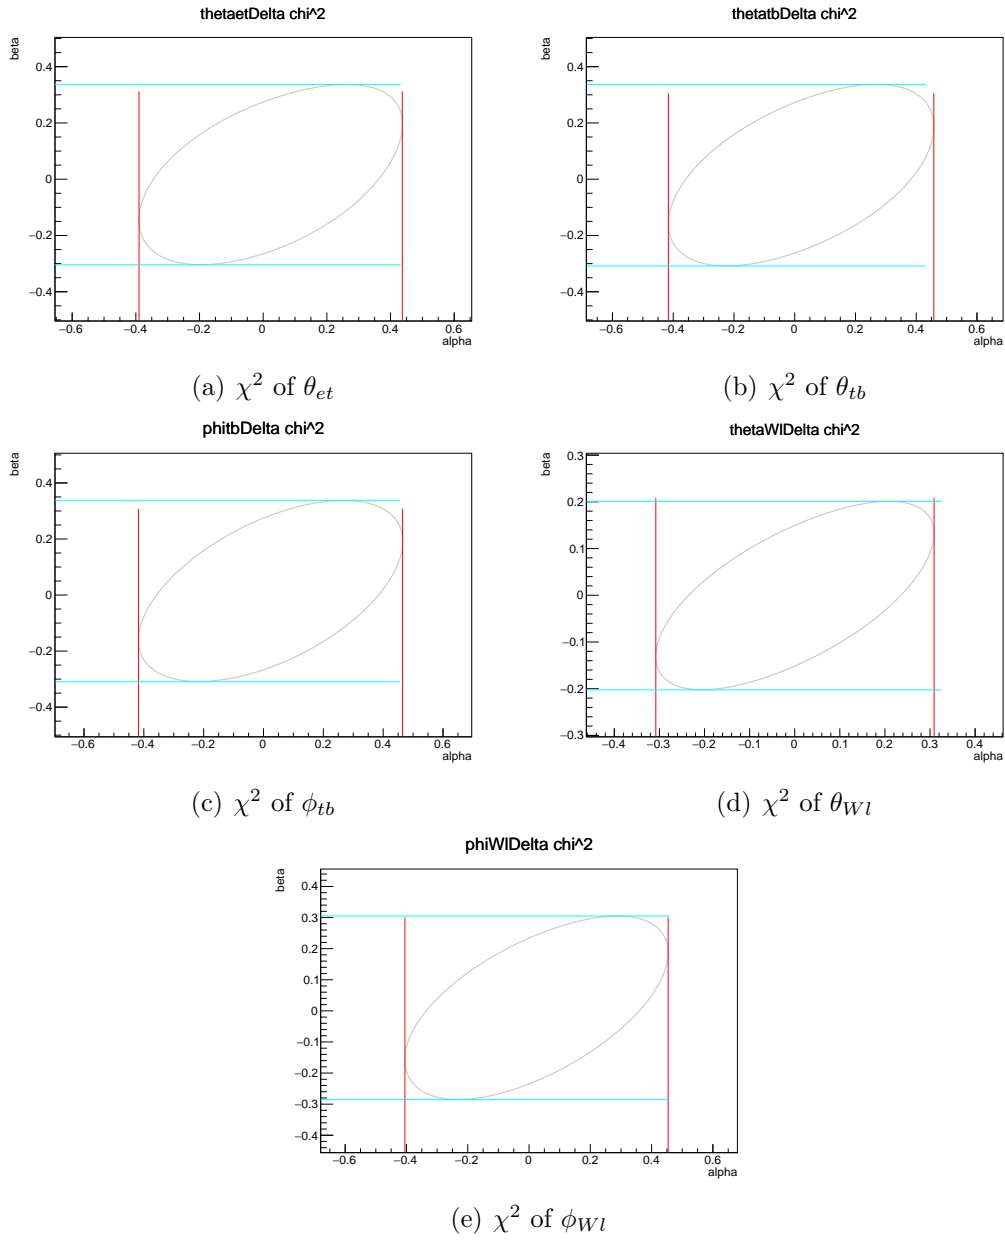 thetaetDelta chi^2
beta
0.4
0.2
0
−0.2
−0.4
−0.6 −0.4 −0.2 0 0.2 0.4 0.6
alpha
(a) χ² of θ_et
thetatbDelta chi^2
beta
0.4
0.2
0
−0.2
−0.4
−0.6 −0.4 −0.2 0 0.2 0.4 0.6
alpha
(b) χ² of θ_tb
phitbDelta chi^2
beta
0.4
0.2
0
−0.2
−0.4
−0.6 −0.4 −0.2 0 0.2 0.4 0.6
alpha
(c) χ² of ϕ_tb
thetaWlDelta chi^2
beta
0.3
0.2
0.1
0
−0.1
−0.2
−0.3
−0.4 −0.3 −0.2 −0.1 0 0.1 0.2 0.3 0.4
alpha
(d) χ² of θ_Wl
phiWlDelta chi^2
beta
0.4
0.3
0.2
0.1
0
−0.1
−0.2
−0.3
−0.4
−0.6 −0.4 −0.2 0 0.2 0.4 0.6
alpha
(e) χ² of ϕ_Wl